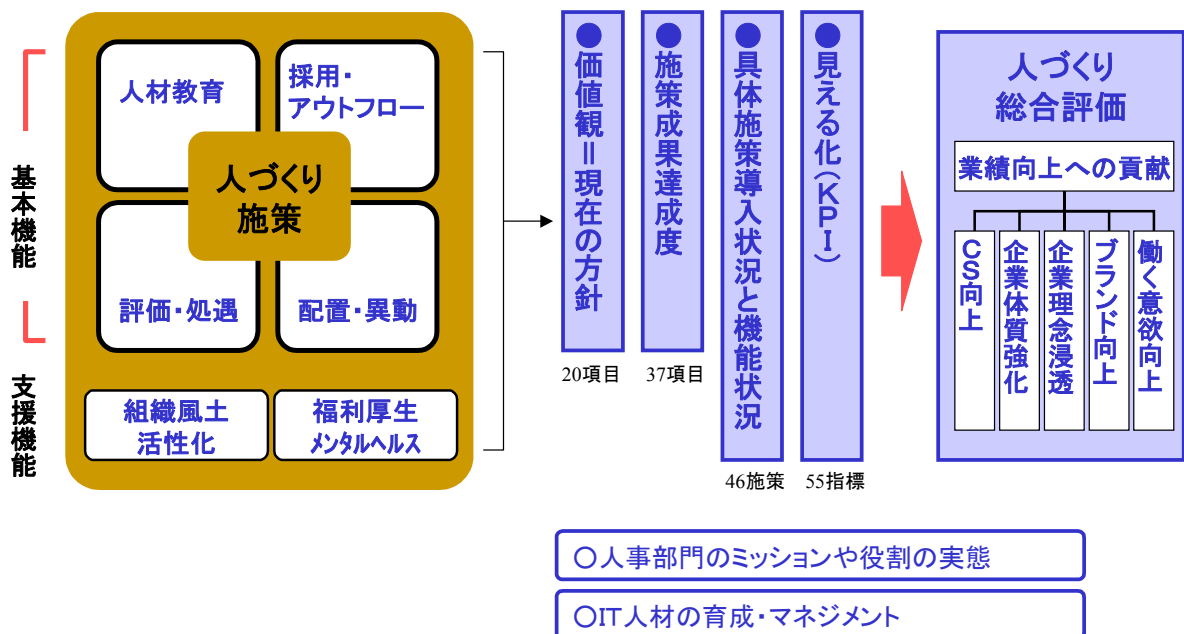 基本機能
支援機能
人材教育
採用・
アウトフロー
人づくり
施策
評価・処遇
配置・異動
組織風土
活性化
福利厚生
メンタルヘルス
●価値観＝現在の方針
20項目
●施策成果達成度
37項目
●具体施策導入状況と機能状況
46施策
●見える化（ＫＰＩ）
55指標
人づくり
総合評価
業績向上への貢献
ＣＳ向上
企業体質強化
企業理念浸透
ブランド向上
働く意欲向上
○人事部門のミッションや役割の実態
○IT人材の育成・マネジメント